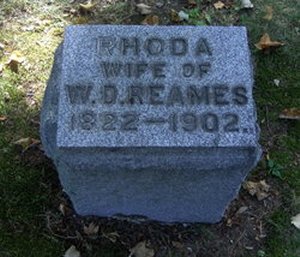 RHODA
WIFE OF
W.D.REAMES
1822–1902.